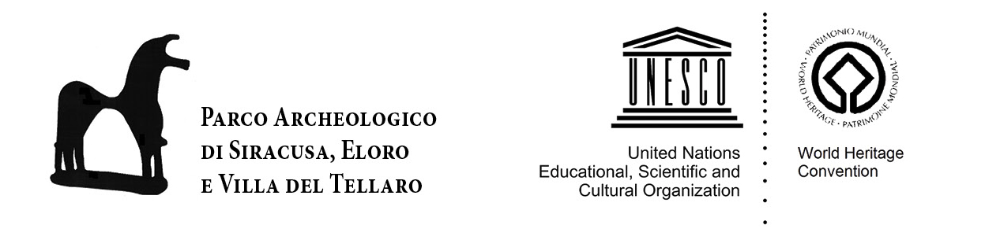 Parco Archeologico
di Siracusa, Eloro
e Villa del Tellaro
UNESCO
United Nations
Educational, Scientific and
Cultural Organization
· PATRIMONIO MUNDIAL · WORLD HERITAGE · PATRIMOINE MONDIAL
World Heritage
Convention